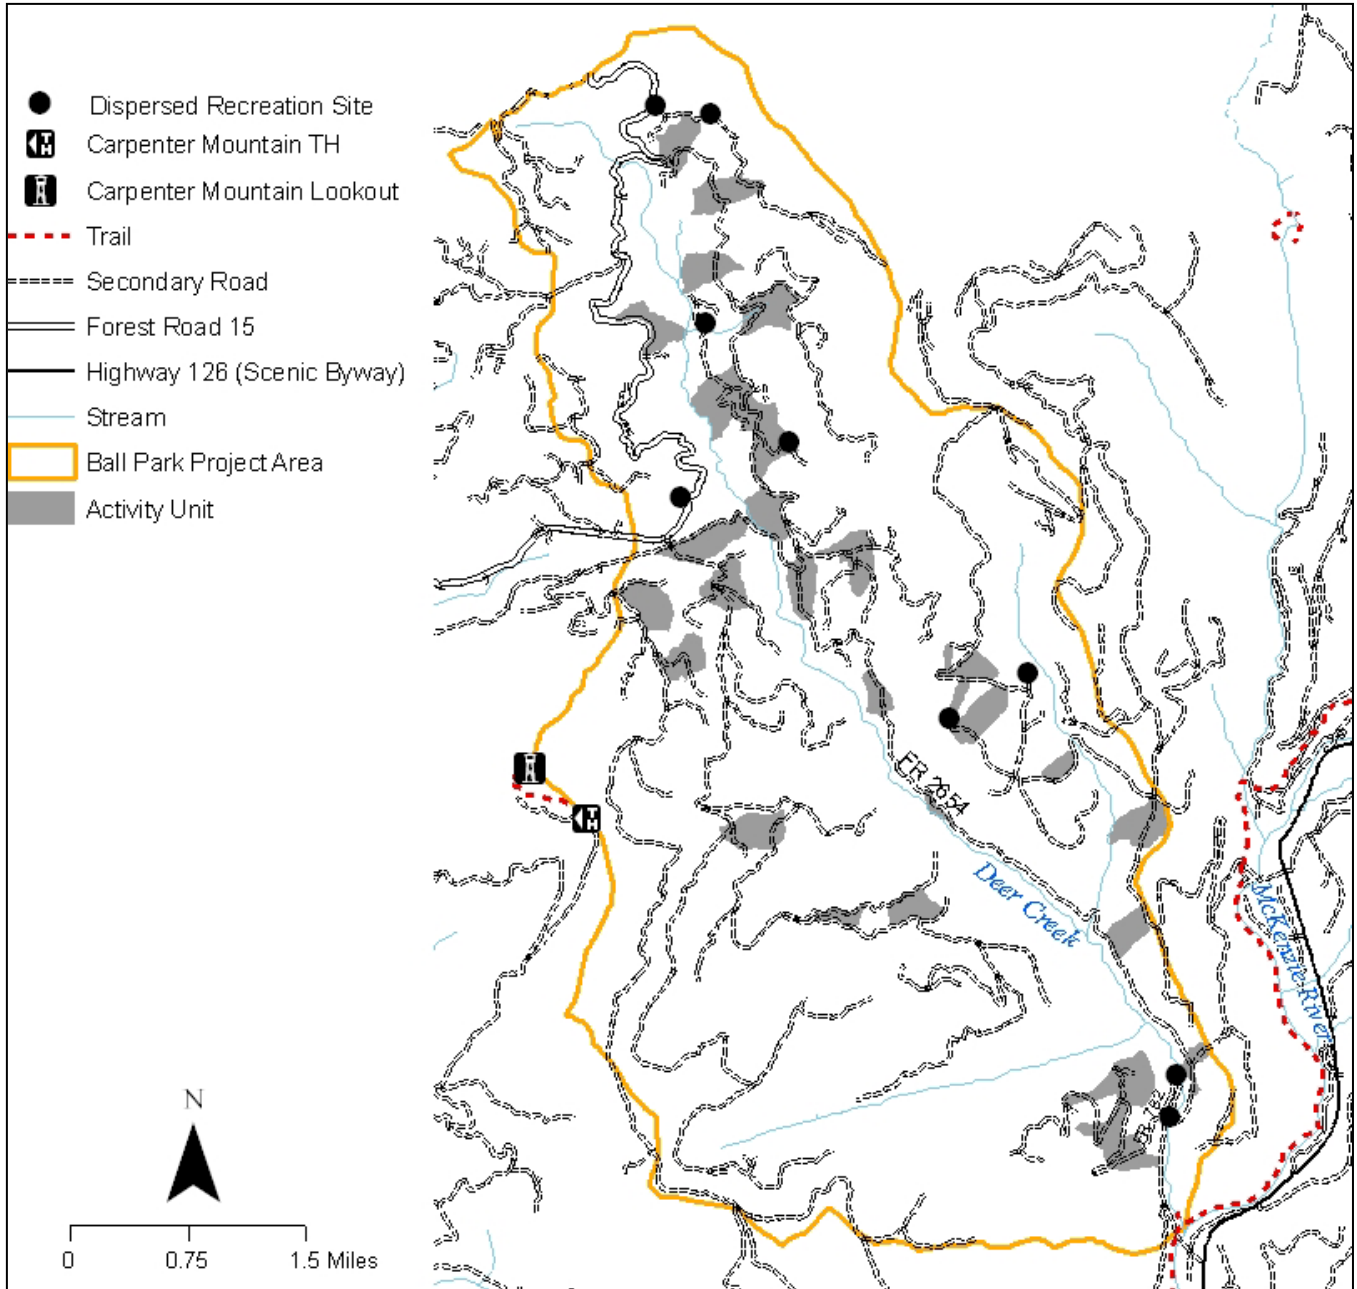 Dispersed Recreation Site
Carpenter Mountain TH
Carpenter Mountain Lookout
Trail
Secondary Road
Forest Road 15
Highway 126 (Scenic Byway)
Stream
Ball Park Project Area
Activity Unit
TH
FR 2654
Deer Creek
McKenzie River
N
0 0.75 1.5 Miles